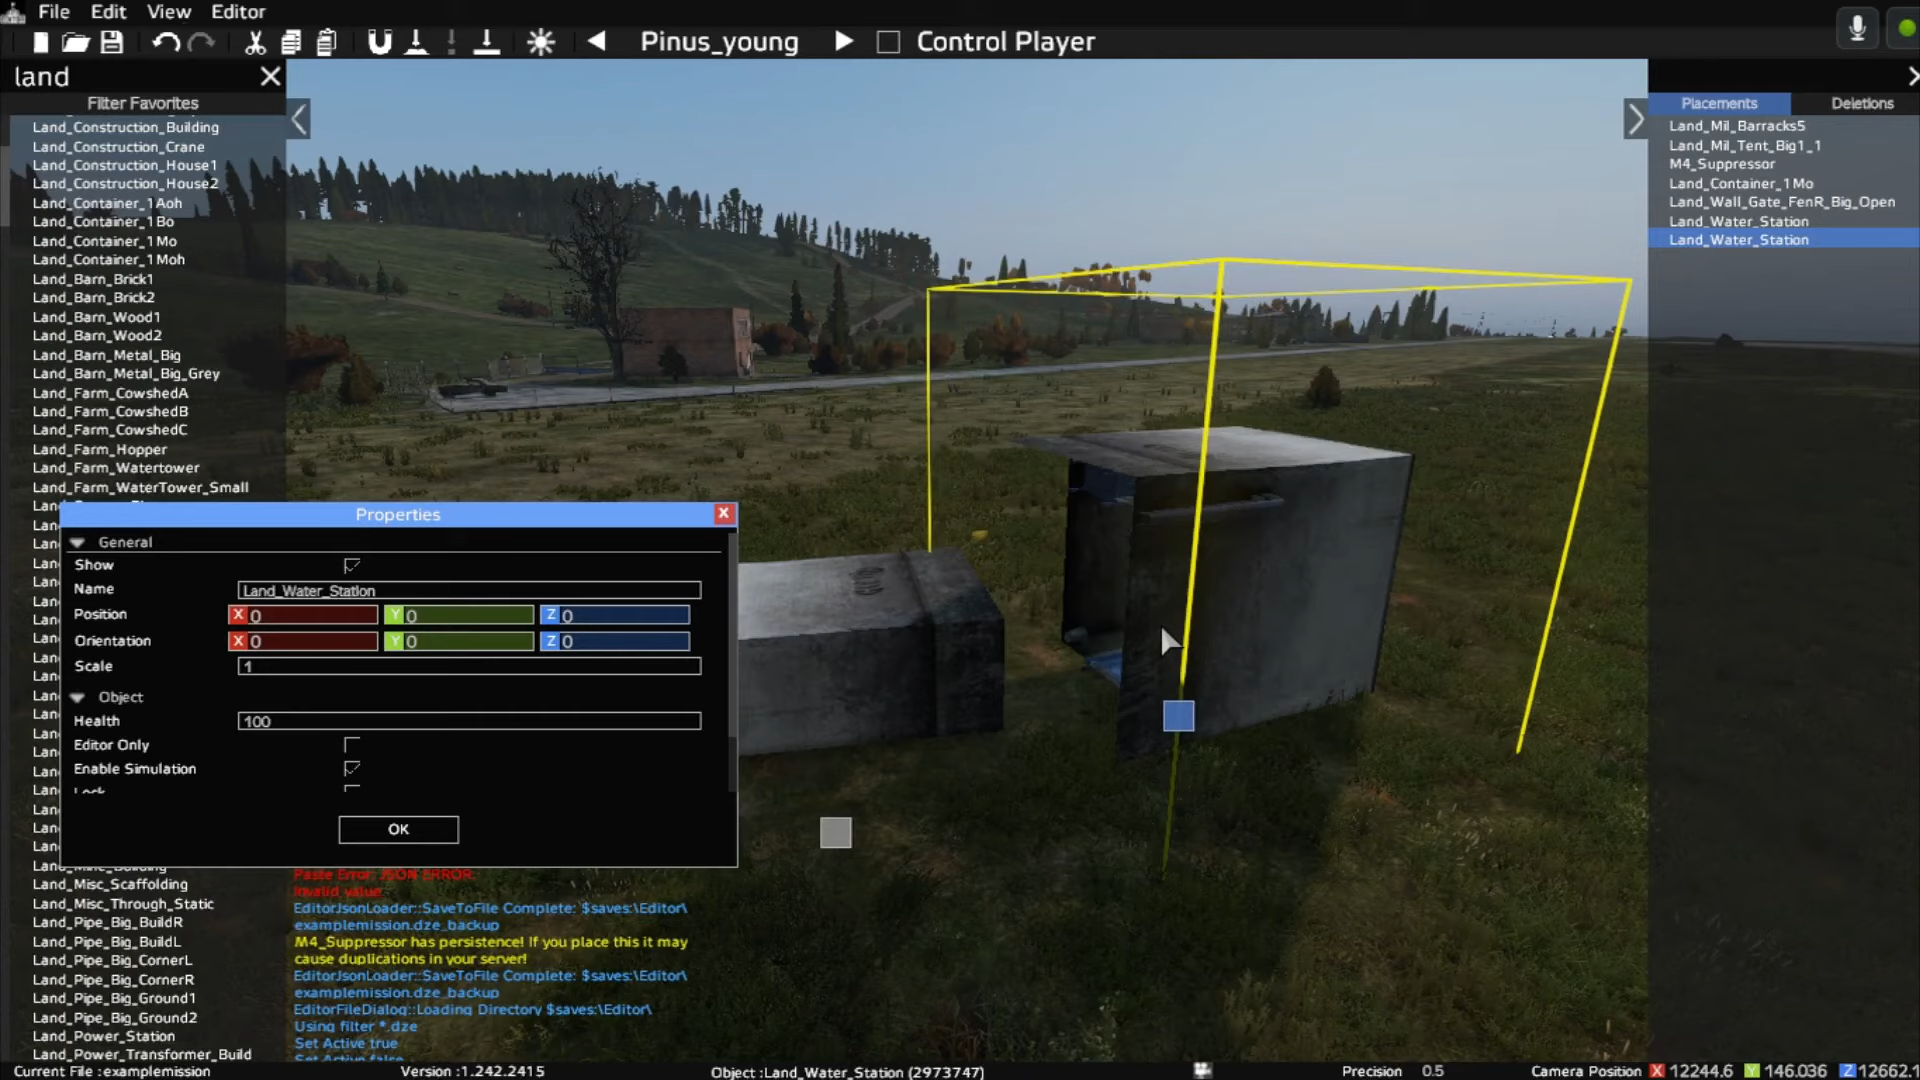 File Edit View Editor
Pinus_young Control Player
land
Filter Favorites
Land_Construction_Building
Land_Construction_Crane
Land_Construction_House1
Land_Construction_House2
Land_Container_1Aoh
Land_Container_1Bo
Land_Container_1Mo
Land_Container_1Moh
Land_Barn_Brick1
Land_Barn_Brick2
Land_Barn_Wood1
Land_Barn_Wood2
Land_Barn_Metal_Big
Land_Barn_Metal_Big_Grey
Land_Farm_CowshedA
Land_Farm_CowshedB
Land_Farm_CowshedC
Land_Farm_Hopper
Land_Farm_Watertower
Land_Farm_WaterTower_Small
Properties
General
Show
Name Land_Water_Station
Position X 0 Y 0 Z 0
Orientation X 0 Y 0 Z 0
Scale 1
Object
Health 100
Editor Only
Enable Simulation
Lock
OK
Land_Misc_Scaffolding
Land_Misc_Through_Static
Land_Pipe_Big_BuildR
Land_Pipe_Big_BuildL
Land_Pipe_Big_CornerL
Land_Pipe_Big_CornerR
Land_Pipe_Big_Ground1
Land_Pipe_Big_Ground2
Land_Power_Station
Land_Power_Transformer_Build
Paste Error: JSON ERROR:
Invalid value.
EditorJsonLoader::SaveToFile Complete: $saves:\Editor\
examplemission.dze_backup
M4_Suppressor has persistence! If you place this it may
cause duplications in your server!
EditorJsonLoader::SaveToFile Complete: $saves:\Editor\
examplemission.dze_backup
EditorFileDialog::Loading Directory $saves:\Editor\
Using filter *.dze
Set Active true
Set Active false
Placements Deletions
Land_Mil_Barracks5
Land_Mil_Tent_Big1_1
M4_Suppressor
Land_Container_1Mo
Land_Wall_Gate_FenR_Big_Open
Land_Water_Station
Land_Water_Station
Current File :examplemission Version :1.242.2415 Object :Land_Water_Station (2973747) Precision 0.5 Camera Position X 12244.6 Y 146.036 Z 12662.1